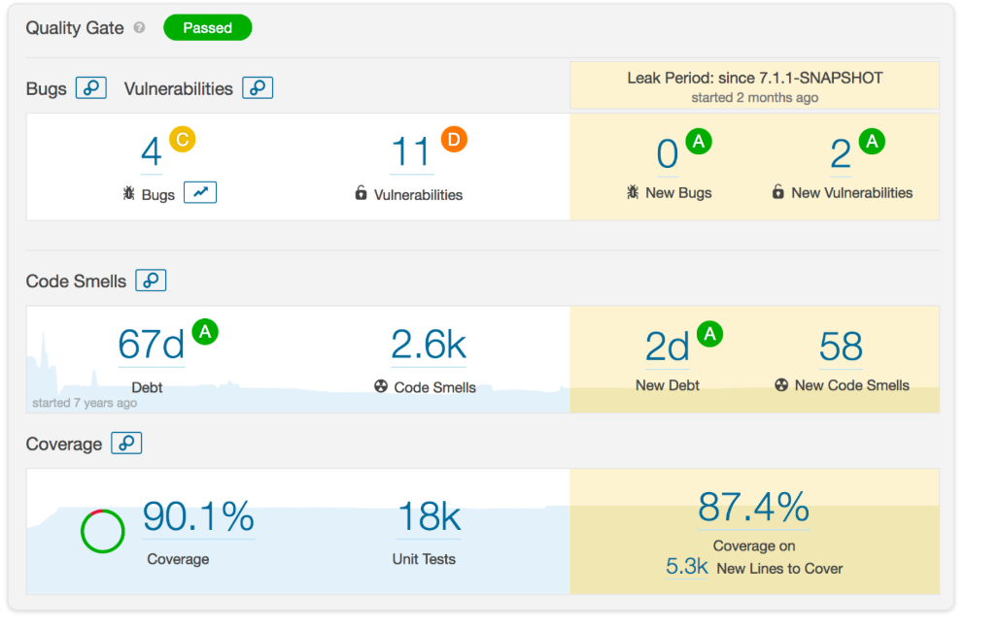 Quality Gate ? Passed
Bugs Vulnerabilities
Leak Period: since 7.1.1-SNAPSHOT
started 2 months ago
4 C 11 D 0 A 2 A
Bugs Vulnerabilities New Bugs New Vulnerabilities
Code Smells
67d A 2.6k 2d A 58
Debt Code Smells New Debt New Code Smells
started 7 years ago
Coverage
90.1% 18k 87.4%
Coverage Unit Tests Coverage on
5.3k New Lines to Cover